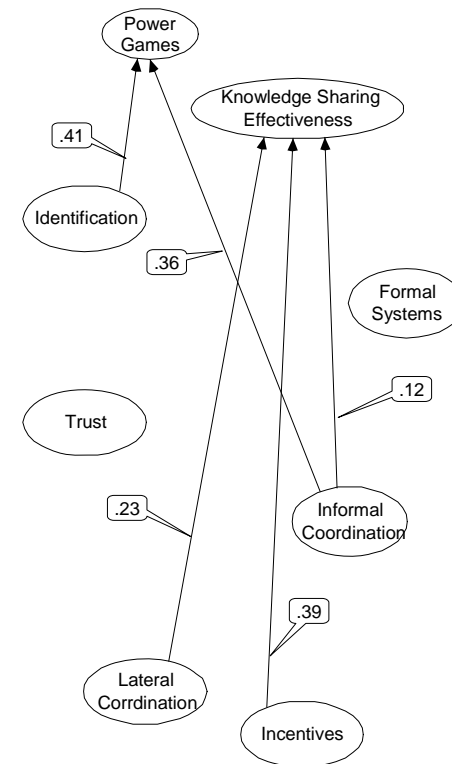 Power
Games
Knowledge Sharing
Effectiveness
.41
Identification
.36
Formal
Systems
.12
Trust
.23
Informal
Coordination
.39
Lateral
Corrdination
Incentives